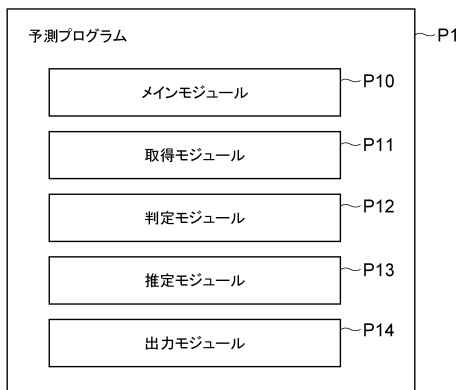 予測プログラム
P1
メインモジュール
P10
取得モジュール
P11
判定モジュール
P12
推定モジュール
P13
出力モジュール
P14